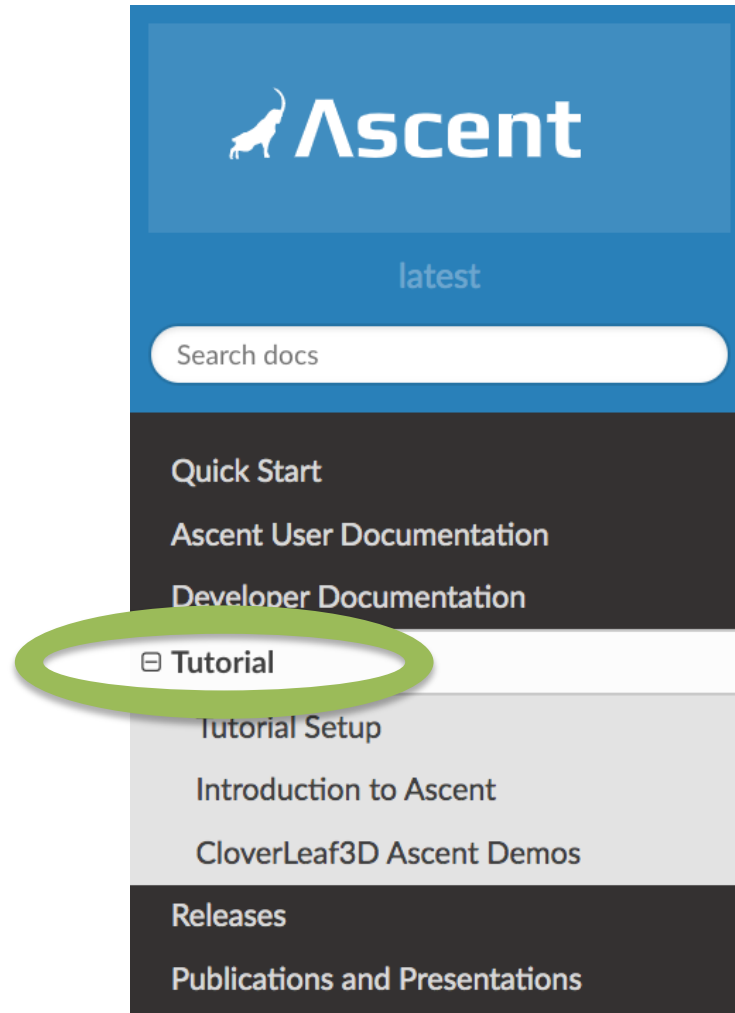 Ascent
latest
Search docs
Quick Start
Ascent User Documentation
Developer Documentation
Tutorial
Tutorial Setup
Introduction to Ascent
CloverLeaf3D Ascent Demos
Releases
Publications and Presentations